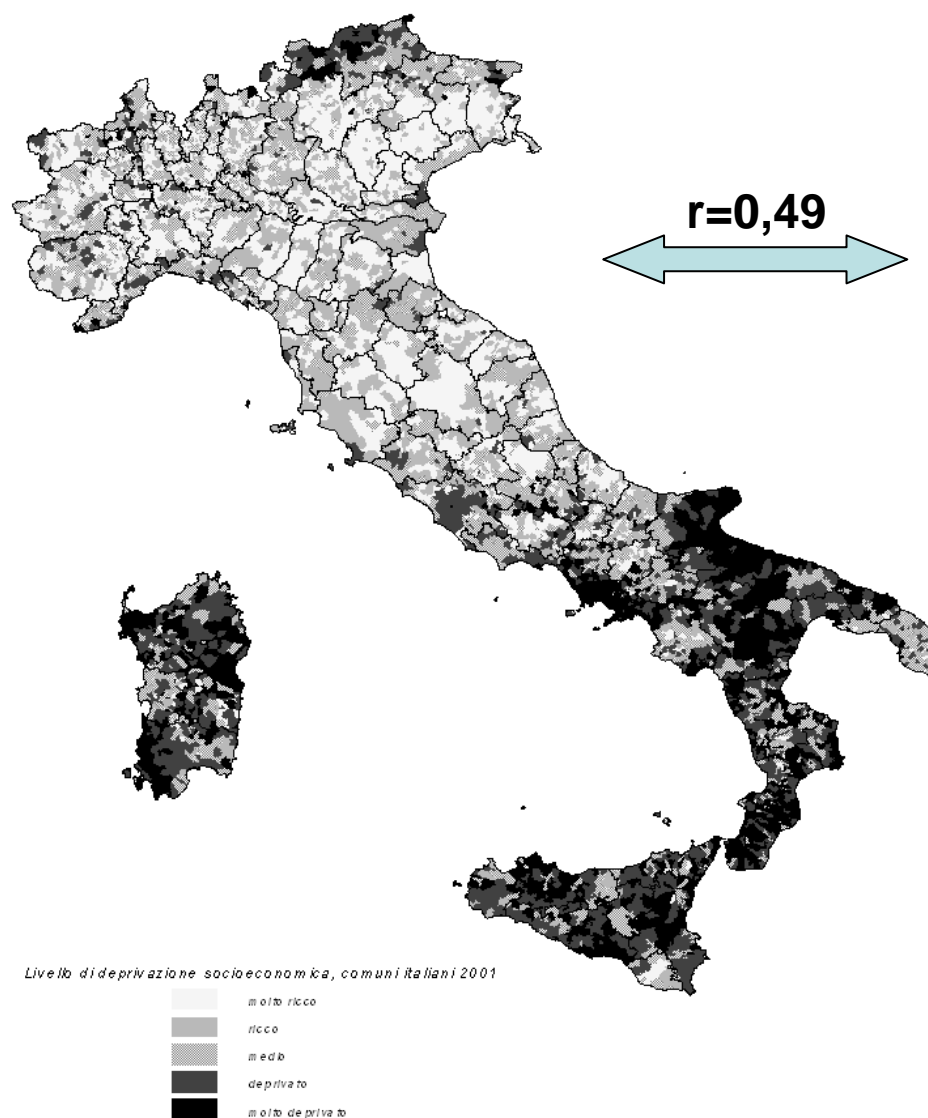 r=0,49
Livello di deprivazione socioeconomica, comuni italiani 2001
molto ricco
ricco
medio
deprivato
molto deprivato